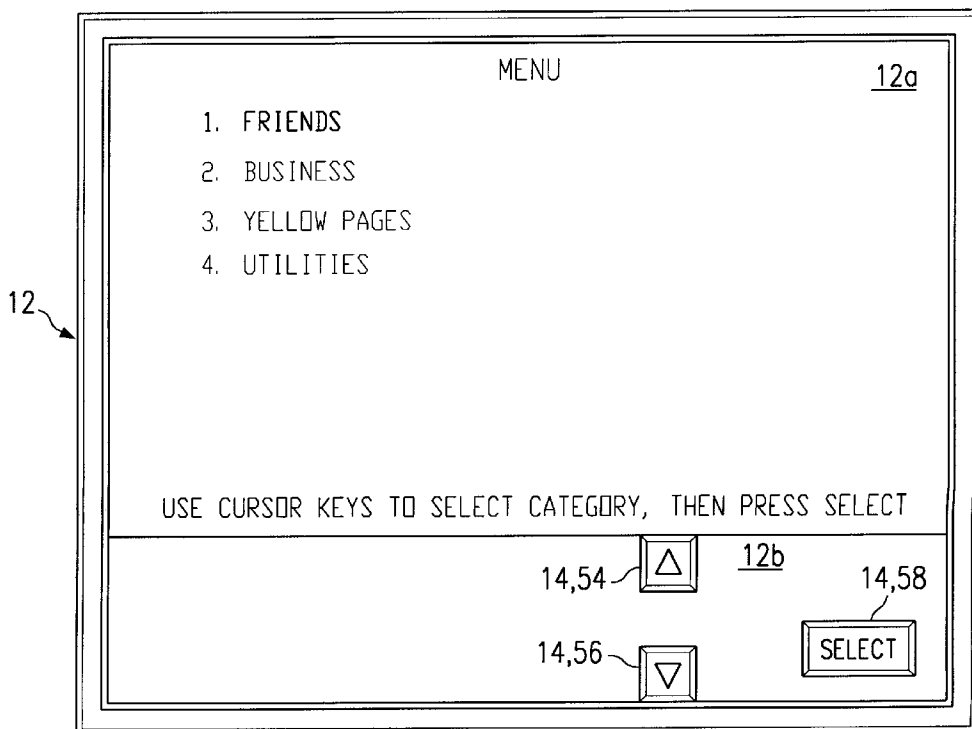 MENU
12a
1. FRIENDS
2. BUSINESS
3. YELLOW PAGES
4. UTILITIES
12
USE CURSOR KEYS TO SELECT CATEGORY, THEN PRESS SELECT
12b
14,54
14,58
14,56
SELECT